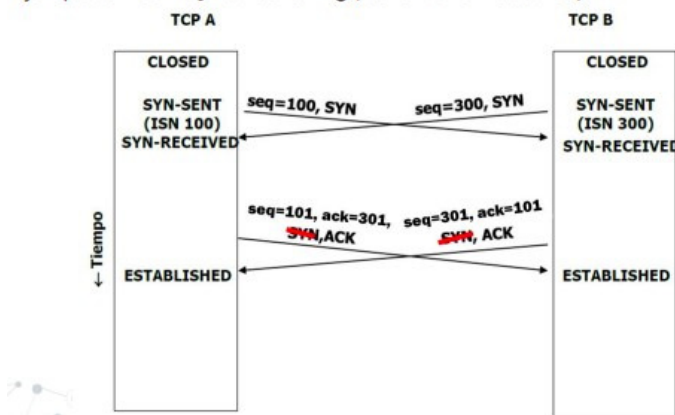 TCP A
TCP B
CLOSED
CLOSED
SYN-SENT
(ISN 100)
SYN-RECEIVED
seq=100, SYN
seq=300, SYN
SYN-SENT
(ISN 300)
SYN-RECEIVED
seq=101, ack=301,
SYN,ACK
seq=301, ack=101
SYN, ACK
← Tiempo
ESTABLISHED
ESTABLISHED